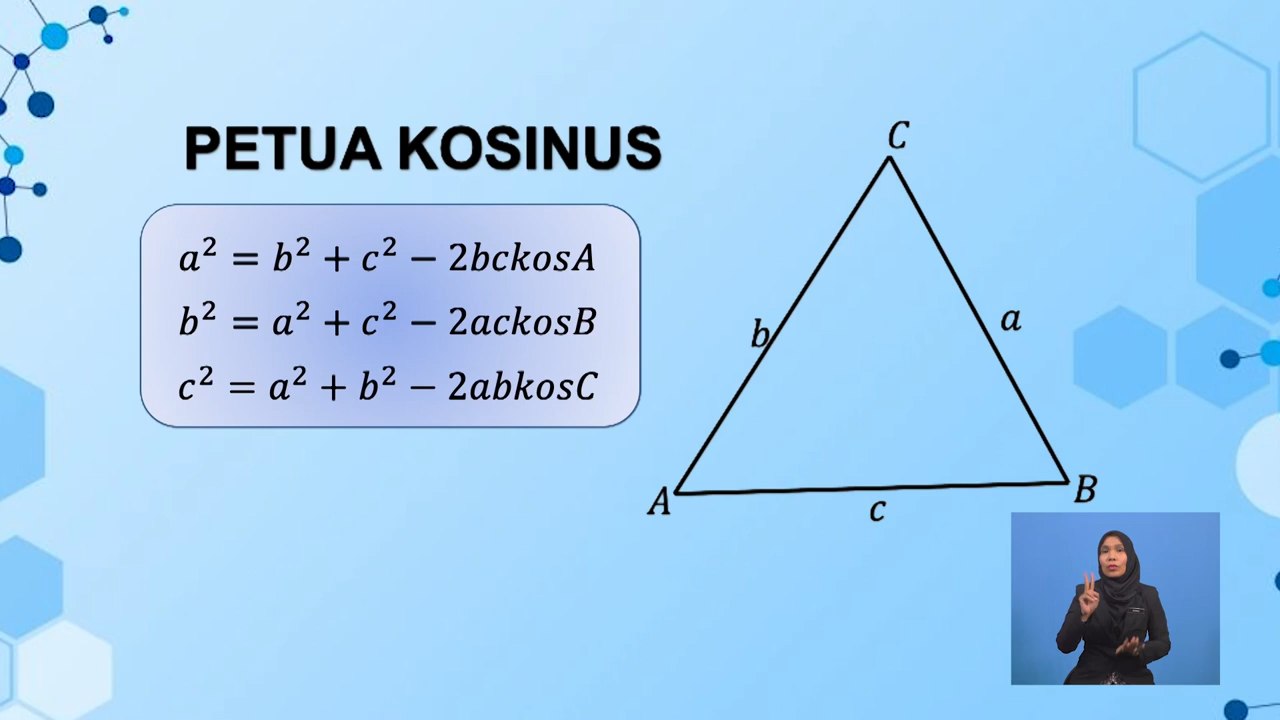 PETUA KOSINUS
a² = b² + c² − 2bckosA
b² = a² + c² − 2ackosB
c² = a² + b² − 2abkosC
C
b
a
A
B
c